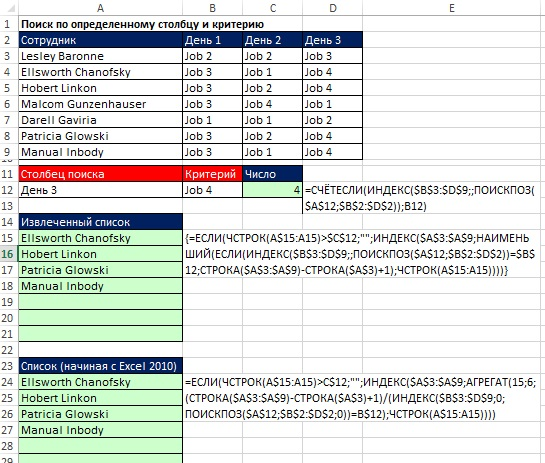 A B C D E
1 Поиск по определенному столбцу и критерию
2 Сотрудник День 1 День 2 День 3
3 Lesley Baronne Job 2 Job 2 Job 3
4 Ellsworth Chanofsky Job 3 Job 1 Job 4
5 Hobert Linkon Job 3 Job 2 Job 4
6 Malcom Gunzenhauser Job 3 Job 4 Job 1
7 Darell Gaviria Job 1 Job 1 Job 2
8 Patricia Glowski Job 3 Job 2 Job 4
9 Manual Inbody Job 3 Job 1 Job 4
10
11 Столбец поиска Критерий Число
12 День 3 Job 4 4 =СЧЁТЕСЛИ(ИНДЕКС($B$3:$D$9;;ПОИСКПОЗ(
13 $A$12;$B$2:$D$2));B12)
14 Извлеченный список
15 Ellsworth Chanofsky {=ЕСЛИ(ЧСТРОК(A$15:A15)>$C$12;"";ИНДЕКС($A$3:$A$9;НАИМЕНЬ
16 Hobert Linkon ШИЙ(ЕСЛИ(ИНДЕКС($B$3:$D$9;;ПОИСКПОЗ($A$12;$B$2:$D$2))=$B$
17 Patricia Glowski 12;СТРОКА($A$3:$A$9)-СТРОКА($A$3)+1);ЧСТРОК(A$15:A15))))}
18 Manual Inbody
19
20
21
22
23 Список (начиная с Excel 2010)
24 Ellsworth Chanofsky =ЕСЛИ(ЧСТРОК(A$15:A15)>C$12;"";ИНДЕКС($A$3:$A$9;АГРЕГАТ(15;6;
25 Hobert Linkon (СТРОКА($A$3:$A$9)-СТРОКА($A$3)+1)/(ИНДЕКС($B$3:$D$9;0;
26 Patricia Glowski ПОИСКПОЗ($A$12;$B$2:$D$2;0))=B$12);ЧСТРОК(A$15:A15))))
27 Manual Inbody
28
29